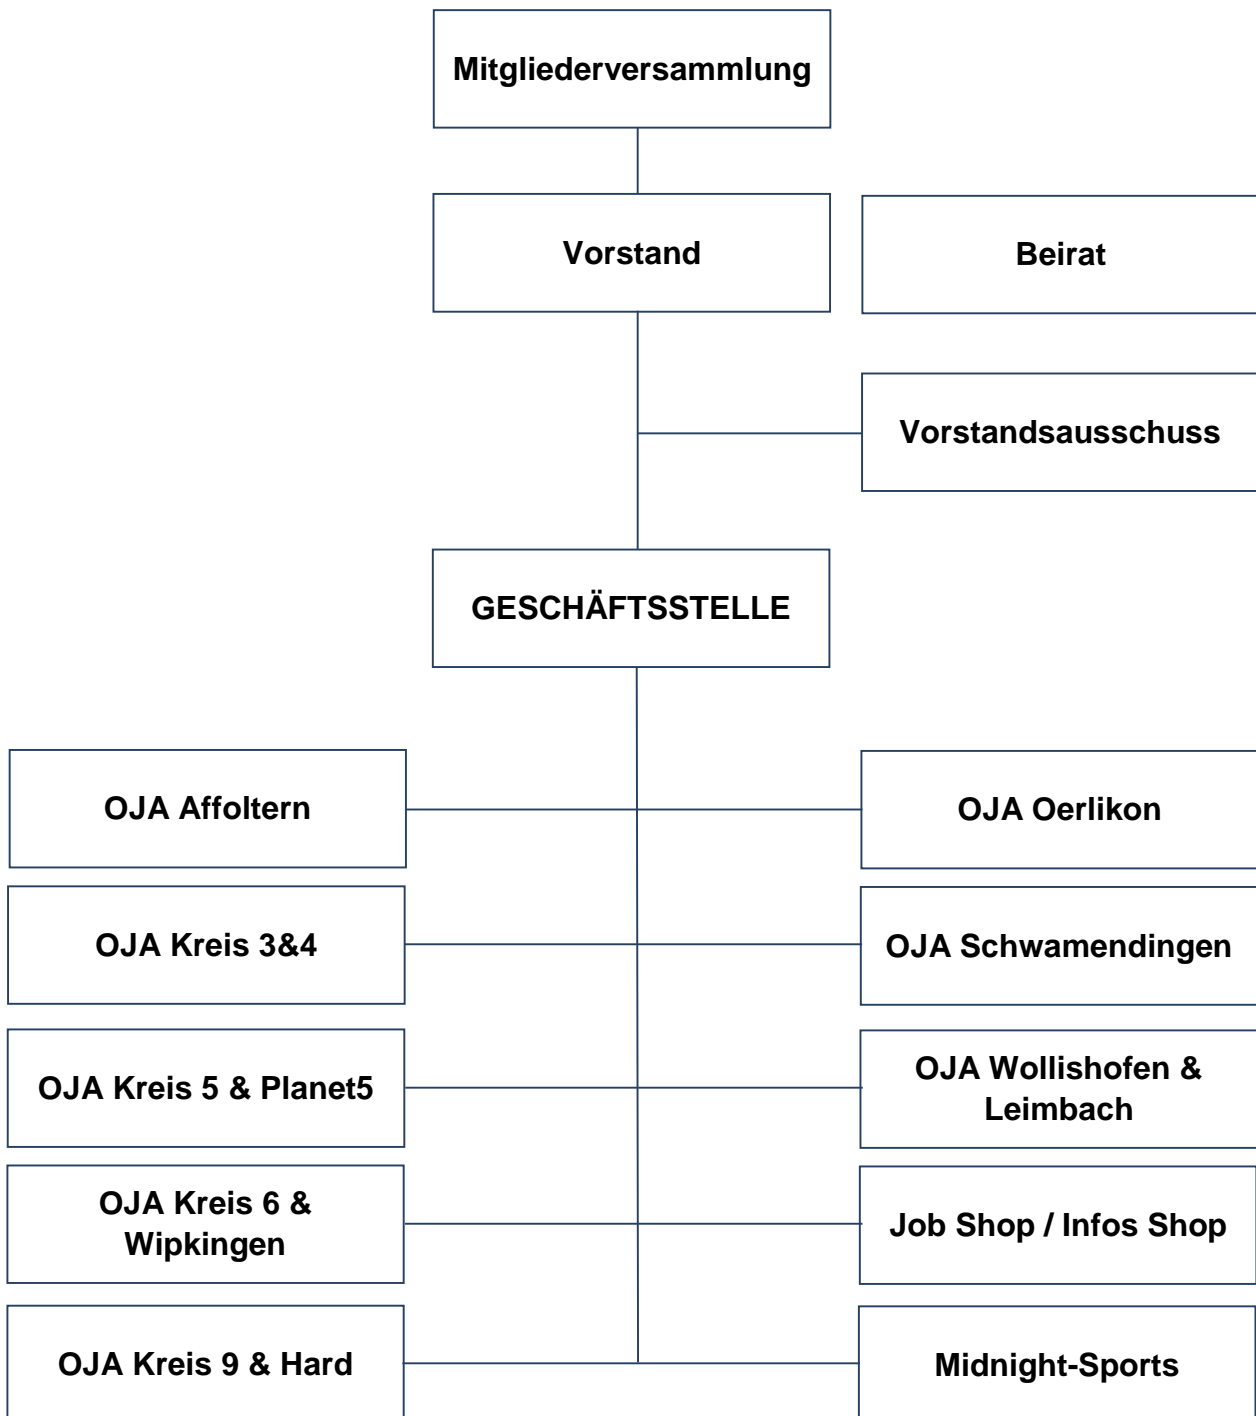 Mitgliederversammlung
Vorstand
Beirat
Vorstandsausschuss
GESCHÄFTSSTELLE
OJA Affoltern
OJA Oerlikon
OJA Kreis 3&4
OJA Schwamendingen
OJA Kreis 5 & Planet5
OJA Wollishofen &
Leimbach
OJA Kreis 6 &
Wipkingen
Job Shop / Infos Shop
OJA Kreis 9 & Hard
Midnight-Sports